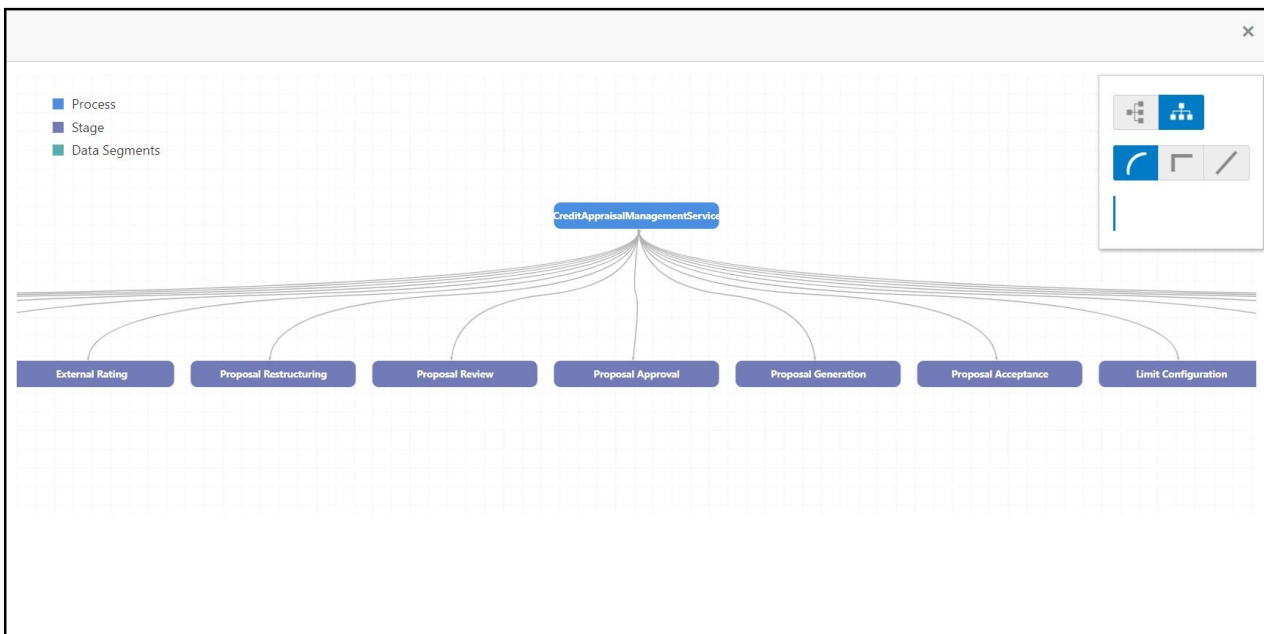 Process
Stage
Data Segments
CreditAppraisalManagementService
External Rating
Proposal Restructuring
Proposal Review
Proposal Approval
Proposal Generation
Proposal Acceptance
Limit Configuration